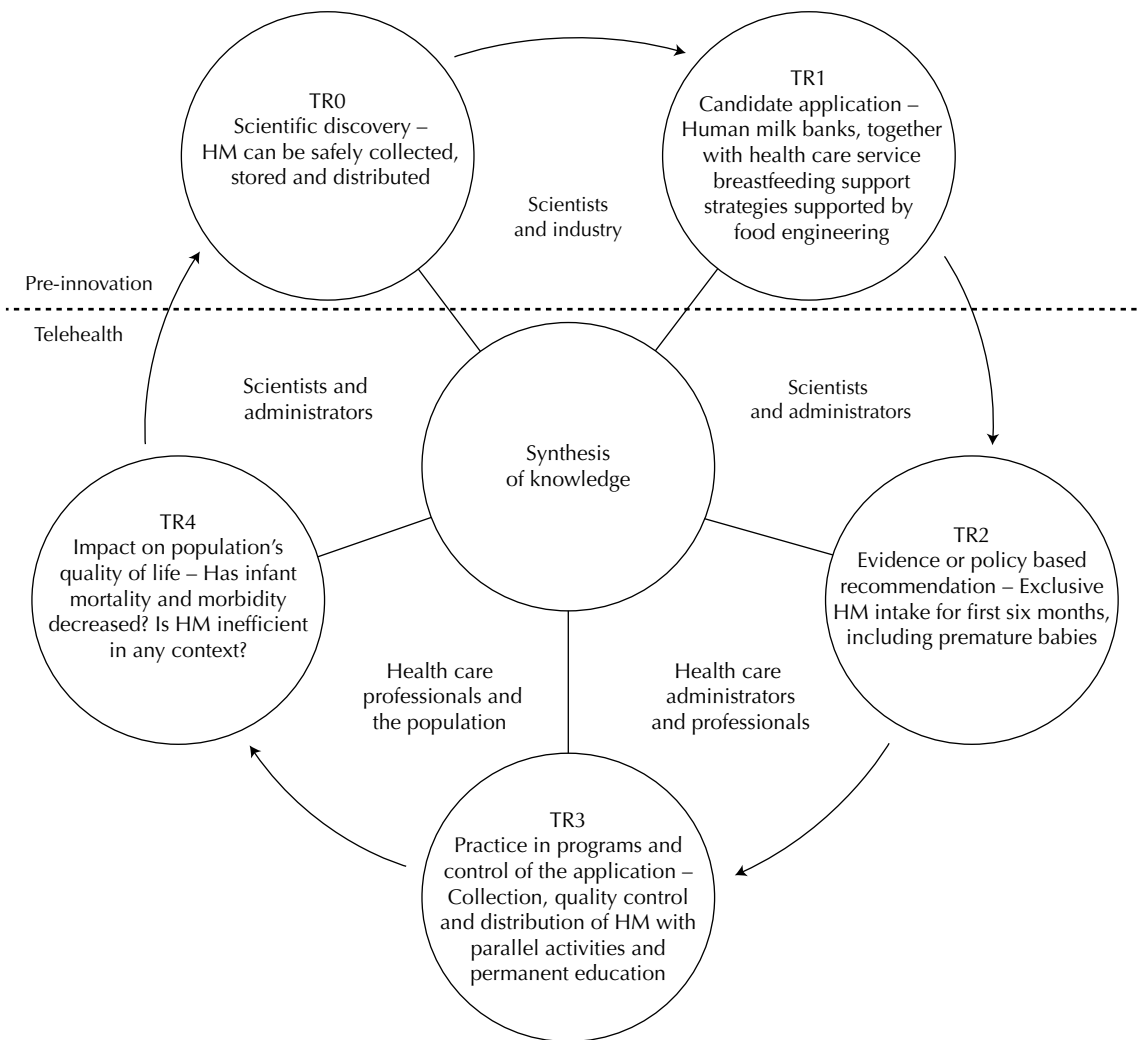 TR0
Scientific discovery –
HM can be safely collected,
stored and distributed
TR1
Candidate application –
Human milk banks, together
with health care service
breastfeeding support
strategies supported by
food engineering
Scientists
and industry
Pre-innovation
Telehealth
Scientists and
administrators
Scientists
and administrators
Synthesis
of knowledge
TR4
Impact on population’s
quality of life – Has infant
mortality and morbidity
decreased? Is HM inefficient
in any context?
TR2
Evidence or policy based
recommendation – Exclusive
HM intake for first six months,
including premature babies
Health care
professionals and
the population
Health care
administrators
and professionals
TR3
Practice in programs and
control of the application –
Collection, quality control
and distribution of HM with
parallel activities and
permanent education